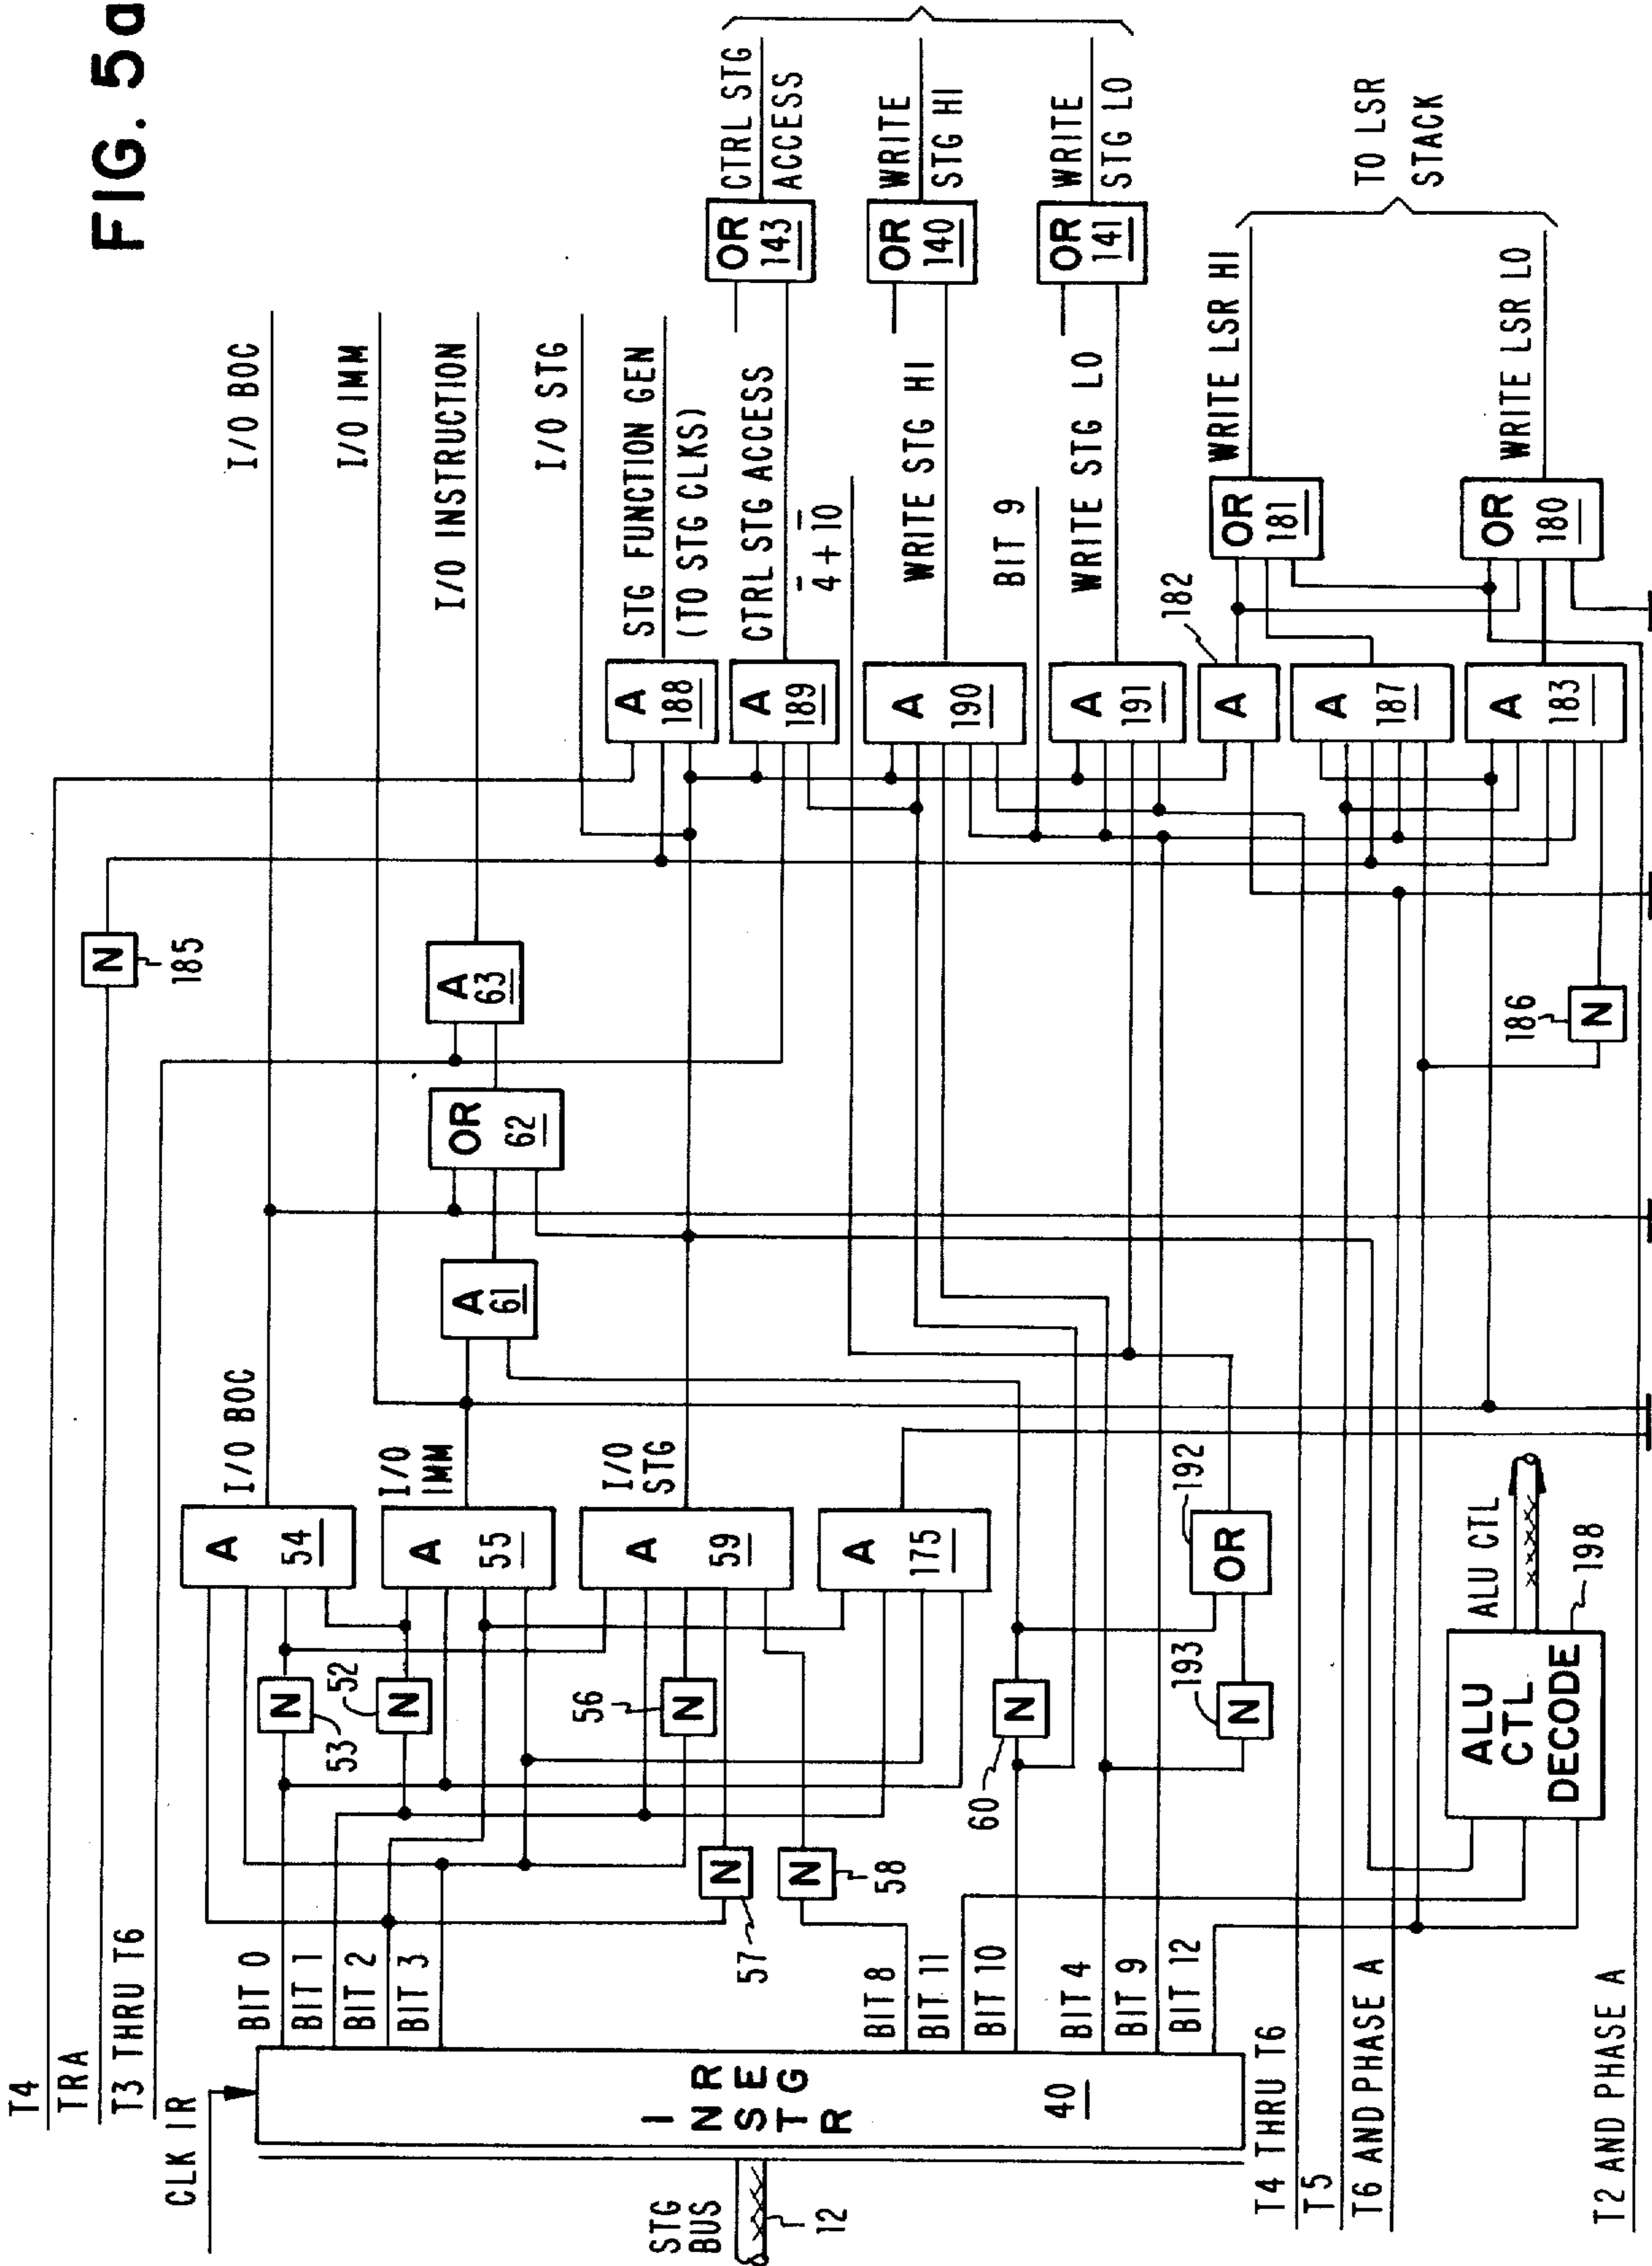 FIG. 5a
T4
TRA
T3 THRU T6
CLK IR
STG
BUS
12
INSTR
REG
40
BIT 0
BIT 1
BIT 2
BIT 3
BIT 8
BIT 11
BIT 10
BIT 4
BIT 9
BIT 12
T4 THRU T6
T5
T6 AND PHASE A
T2 AND PHASE A
N
53
N
52
N
56
N
57
N
58
N
60
N
193
OR
192
ALU
CTL
DECODE
198
ALU CTL
A
54
I/O BOC
A
55
I/O
IMM
A
59
I/O
STG
A
175
A
61
OR
62
A
63
N
185
N
186
I/O BOC
I/O IMM
I/O INSTRUCTION
I/O STG
A
188
STG FUNCTION GEN
(TO STG CLKS)
A
189
CTRL STG ACCESS
4̅ + 1̅0̅
A
190
WRITE STG HI
BIT 9
A
191
WRITE STG LO
A
182
A
187
A
183
OR
143
CTRL STG
ACCESS
OR
140
WRITE
STG HI
OR
141
WRITE
STG LO
OR
181
WRITE LSR HI
OR
180
WRITE LSR LO
TO LSR
STACK